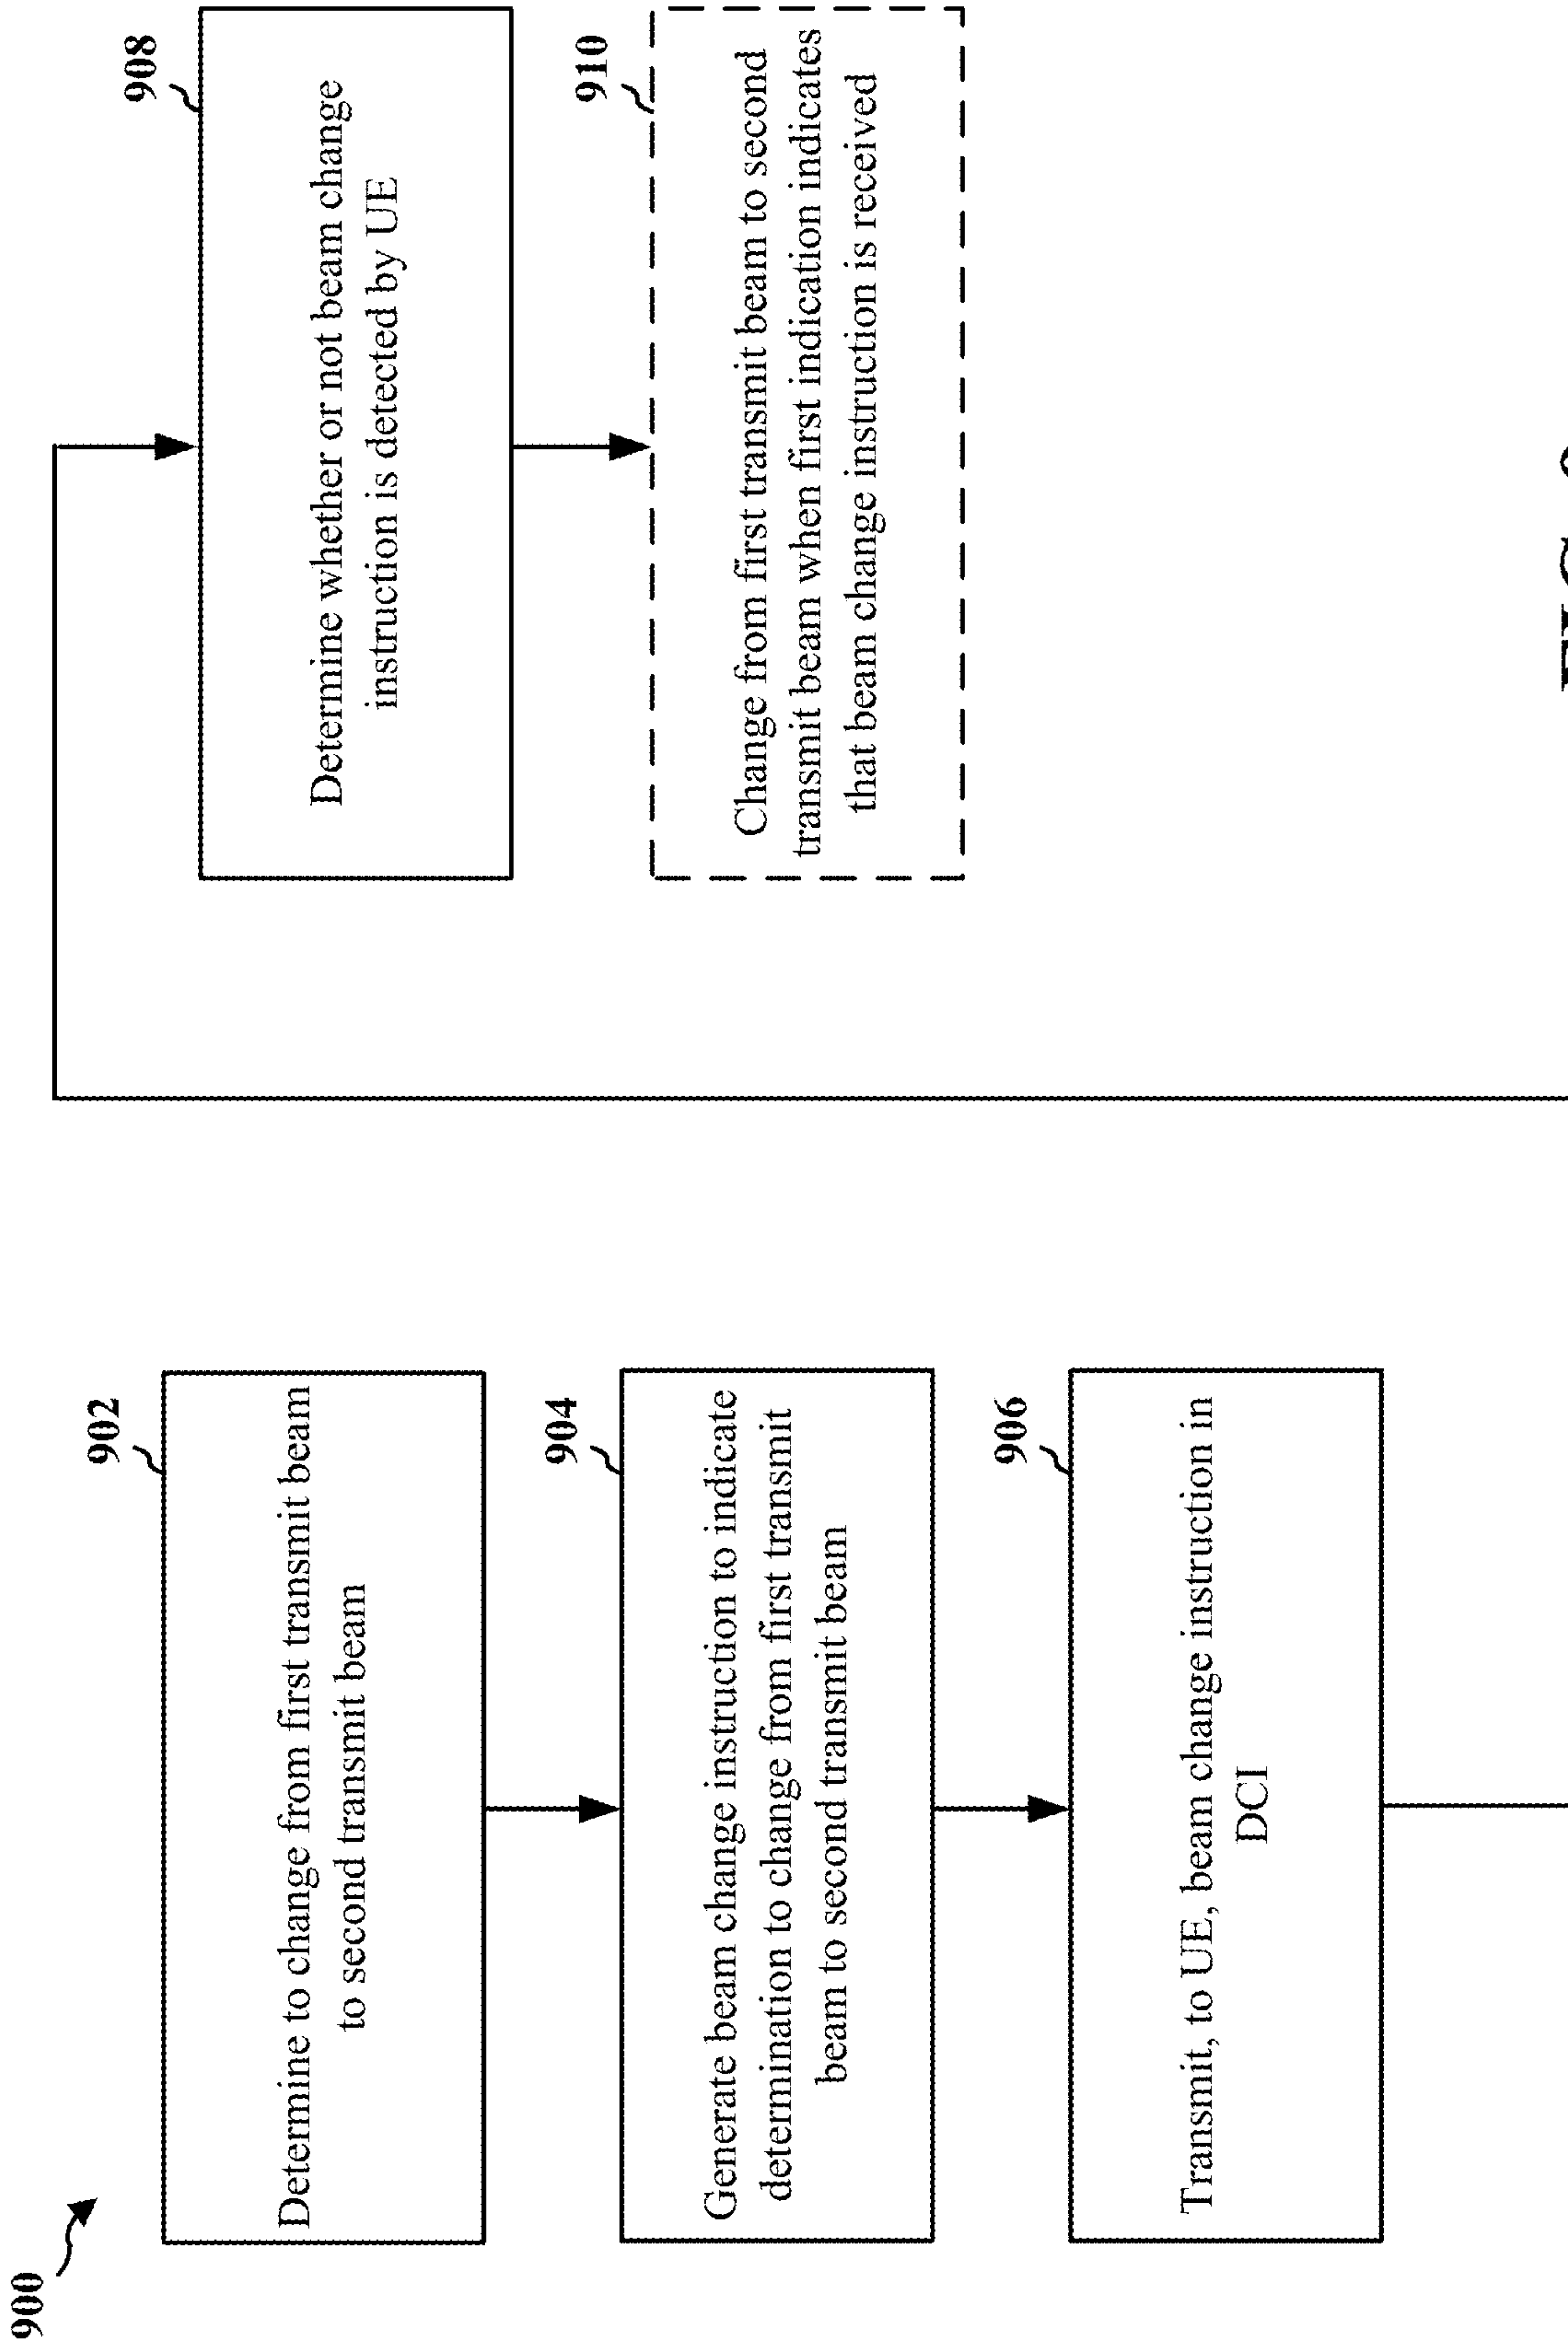 900
902
Determine to change from first transmit beam
to second transmit beam
904
Generate beam change instruction to indicate
determination to change from first transmit
beam to second transmit beam
906
Transmit, to UE, beam change instruction in
DCI
908
Determine whether or not beam change
instruction is detected by UE
910
Change from first transmit beam to second
transmit beam when first indication indicates
that beam change instruction is received